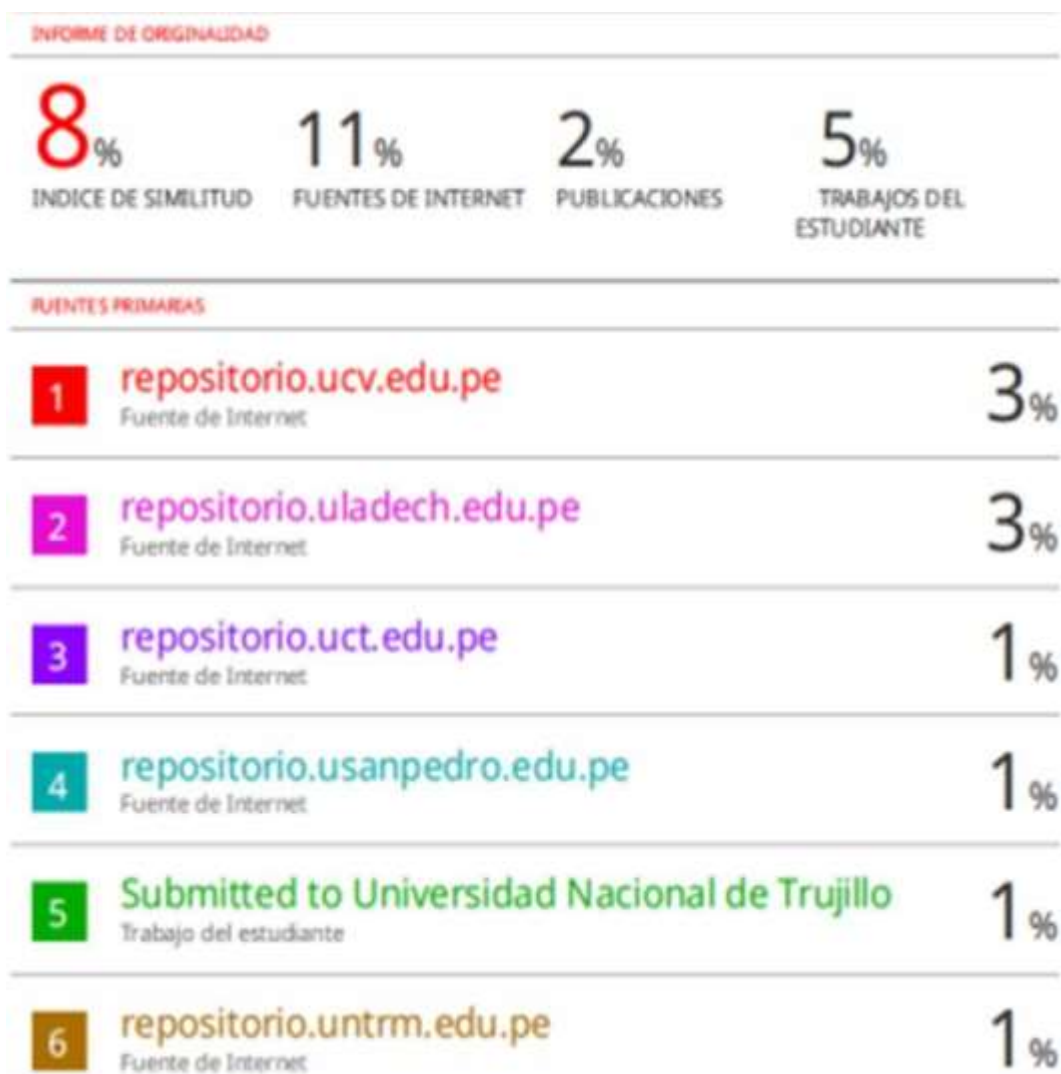 INFORME DE ORIGINALIDAD
8% 11% 2% 5%
INDICE DE SIMILITUD FUENTES DE INTERNET PUBLICACIONES TRABAJOS DEL
ESTUDIANTE
FUENTES PRIMARIAS
1 repositorio.ucv.edu.pe 3%
Fuente de Internet
2 repositorio.uladech.edu.pe 3%
Fuente de Internet
3 repositorio.uct.edu.pe 1%
Fuente de Internet
4 repositorio.usanpedro.edu.pe 1%
Fuente de Internet
5 Submitted to Universidad Nacional de Trujillo 1%
Trabajo del estudiante
6 repositorio.untrm.edu.pe 1%
Fuente de Internet